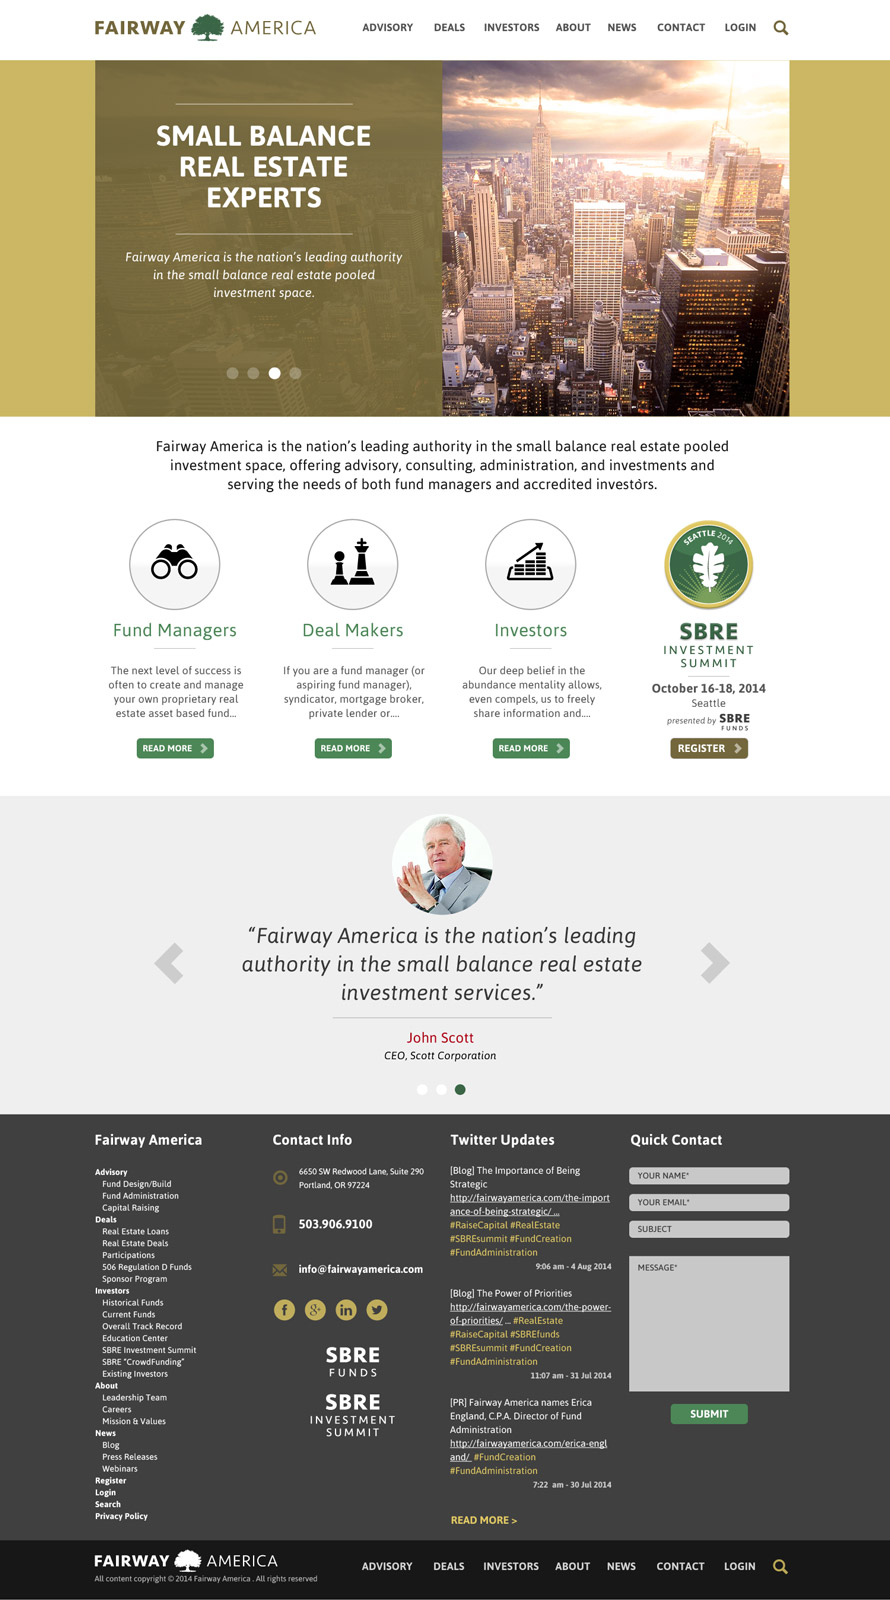 FAIRWAY AMERICA
ADVISORY DEALS INVESTORS ABOUT NEWS CONTACT LOGIN
SMALL BALANCE
REAL ESTATE
EXPERTS
Fairway America is the nation's leading authority
in the small balance real estate pooled
investment space.
Fairway America is the nation's leading authority in the small balance real estate pooled
investment space, offering advisory, consulting, administration, and investments and
serving the needs of both fund managers and accredited investors.
Fund Managers
The next level of success is
often to create and manage
your own proprietary real
estate asset based fund...
READ MORE
Deal Makers
If you are a fund manager (or
aspiring fund manager),
syndicator, mortgage broker,
private lender or....
READ MORE
Investors
Our deep belief in the
abundance mentality allows,
even compels, us to freely
share information and....
READ MORE
SEATTLE 2014
SBRE
INVESTMENT
SUMMIT
October 16-18, 2014
Seattle
presented by SBRE
FUNDS
REGISTER
“Fairway America is the nation's leading
authority in the small balance real estate
investment services.”
John Scott
CEO, Scott Corporation
Fairway America
Advisory
Fund Design/Build
Fund Administration
Capital Raising
Deals
Real Estate Loans
Real Estate Deals
Participations
506 Regulation D Funds
Sponsor Program
Investors
Historical Funds
Current Funds
Overall Track Record
Education Center
SBRE Investment Summit
SBRE “CrowdFunding”
Existing Investors
About
Leadership Team
Careers
Mission & Values
News
Blog
Press Releases
Webinars
Register
Login
Search
Privacy Policy
Contact Info
6650 SW Redwood Lane, Suite 290
Portland, OR 97224
503.906.9100
info@fairwayamerica.com
f g+ in
SBRE
FUNDS
SBRE
INVESTMENT
SUMMIT
Twitter Updates
[Blog] The Importance of Being
Strategic
http://fairwayamerica.com/the-import
ance-of-being-strategic/ ...
#RaiseCapital #RealEstate
#SBREsummit #FundCreation
#FundAdministration
9:06 am - 4 Aug 2014
[Blog] The Power of Priorities
http://fairwayamerica.com/the-power-
of-priorities/ ... #RealEstate
#RaiseCapital #SBREfunds
#SBREsummit #FundCreation
#FundAdministration
11:07 am - 31 Jul 2014
[PR] Fairway America names Erica
England, C.P.A. Director of Fund
Administration
http://fairwayamerica.com/erica-engl
and/ #FundCreation
#FundAdministration
7:22 am - 30 Jul 2014
READ MORE >
Quick Contact
YOUR NAME*
YOUR EMAIL*
SUBJECT
MESSAGE*
SUBMIT
FAIRWAY AMERICA
All content copyright © 2014 Fairway America . All rights reserved
ADVISORY DEALS INVESTORS ABOUT NEWS CONTACT LOGIN